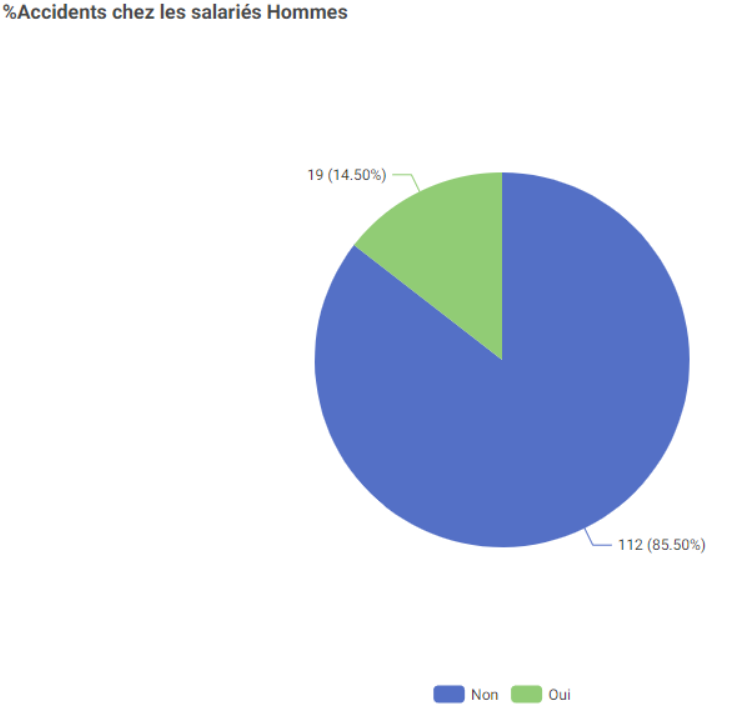 %Accidents chez les salariés Hommes
19 (14.50%)
112 (85.50%)
Non
Oui